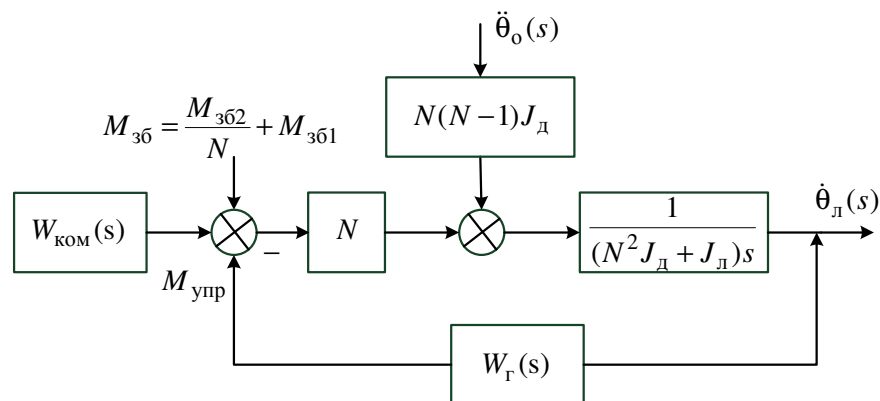 θ̈ₒ(s)
N(N−1)Jд
Mзб = Mзб2/N + Mзб1
Wком(s)
−
N
1/((N²Jд + Jл)s)
θ̇л(s)
Mупр
Wг(s)